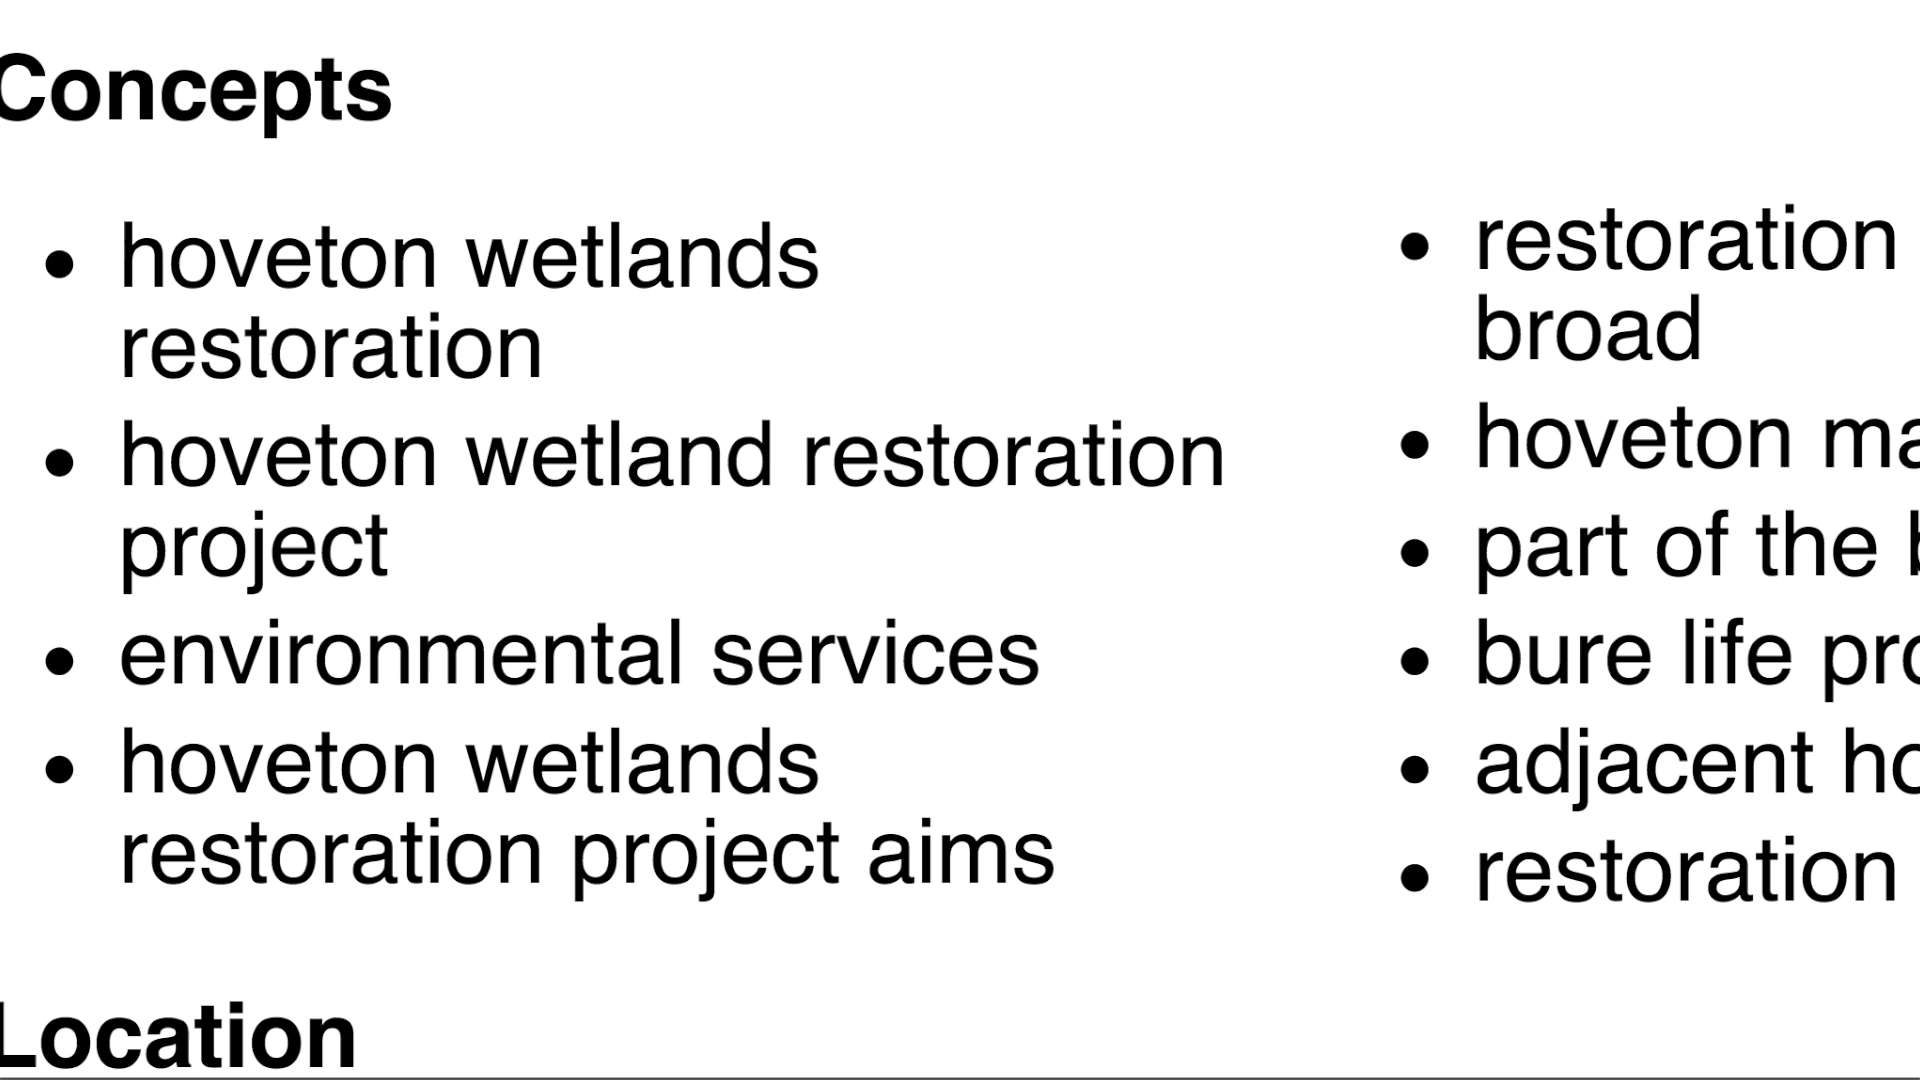 Concepts
hoveton wetlands
restoration
hoveton wetland restoration
project
environmental services
hoveton wetlands
restoration project aims
restoration
broad
hoveton
part of the
bure life
adjacent
restoration
Location